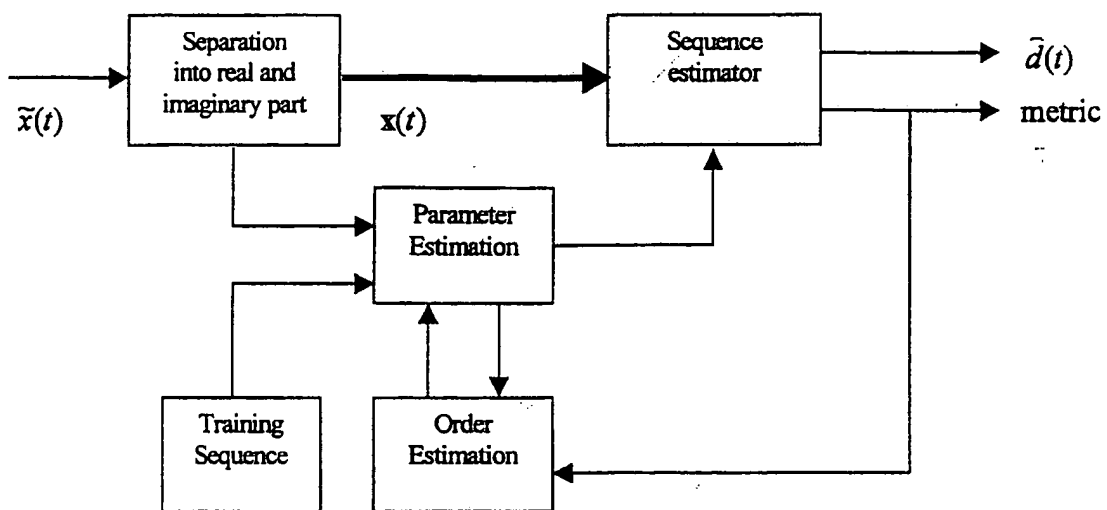 Separation
into real and
imaginary part
Sequence
estimator
d̂(t)
x̃(t)
x(t)
metric
Parameter
Estimation
Training
Sequence
Order
Estimation